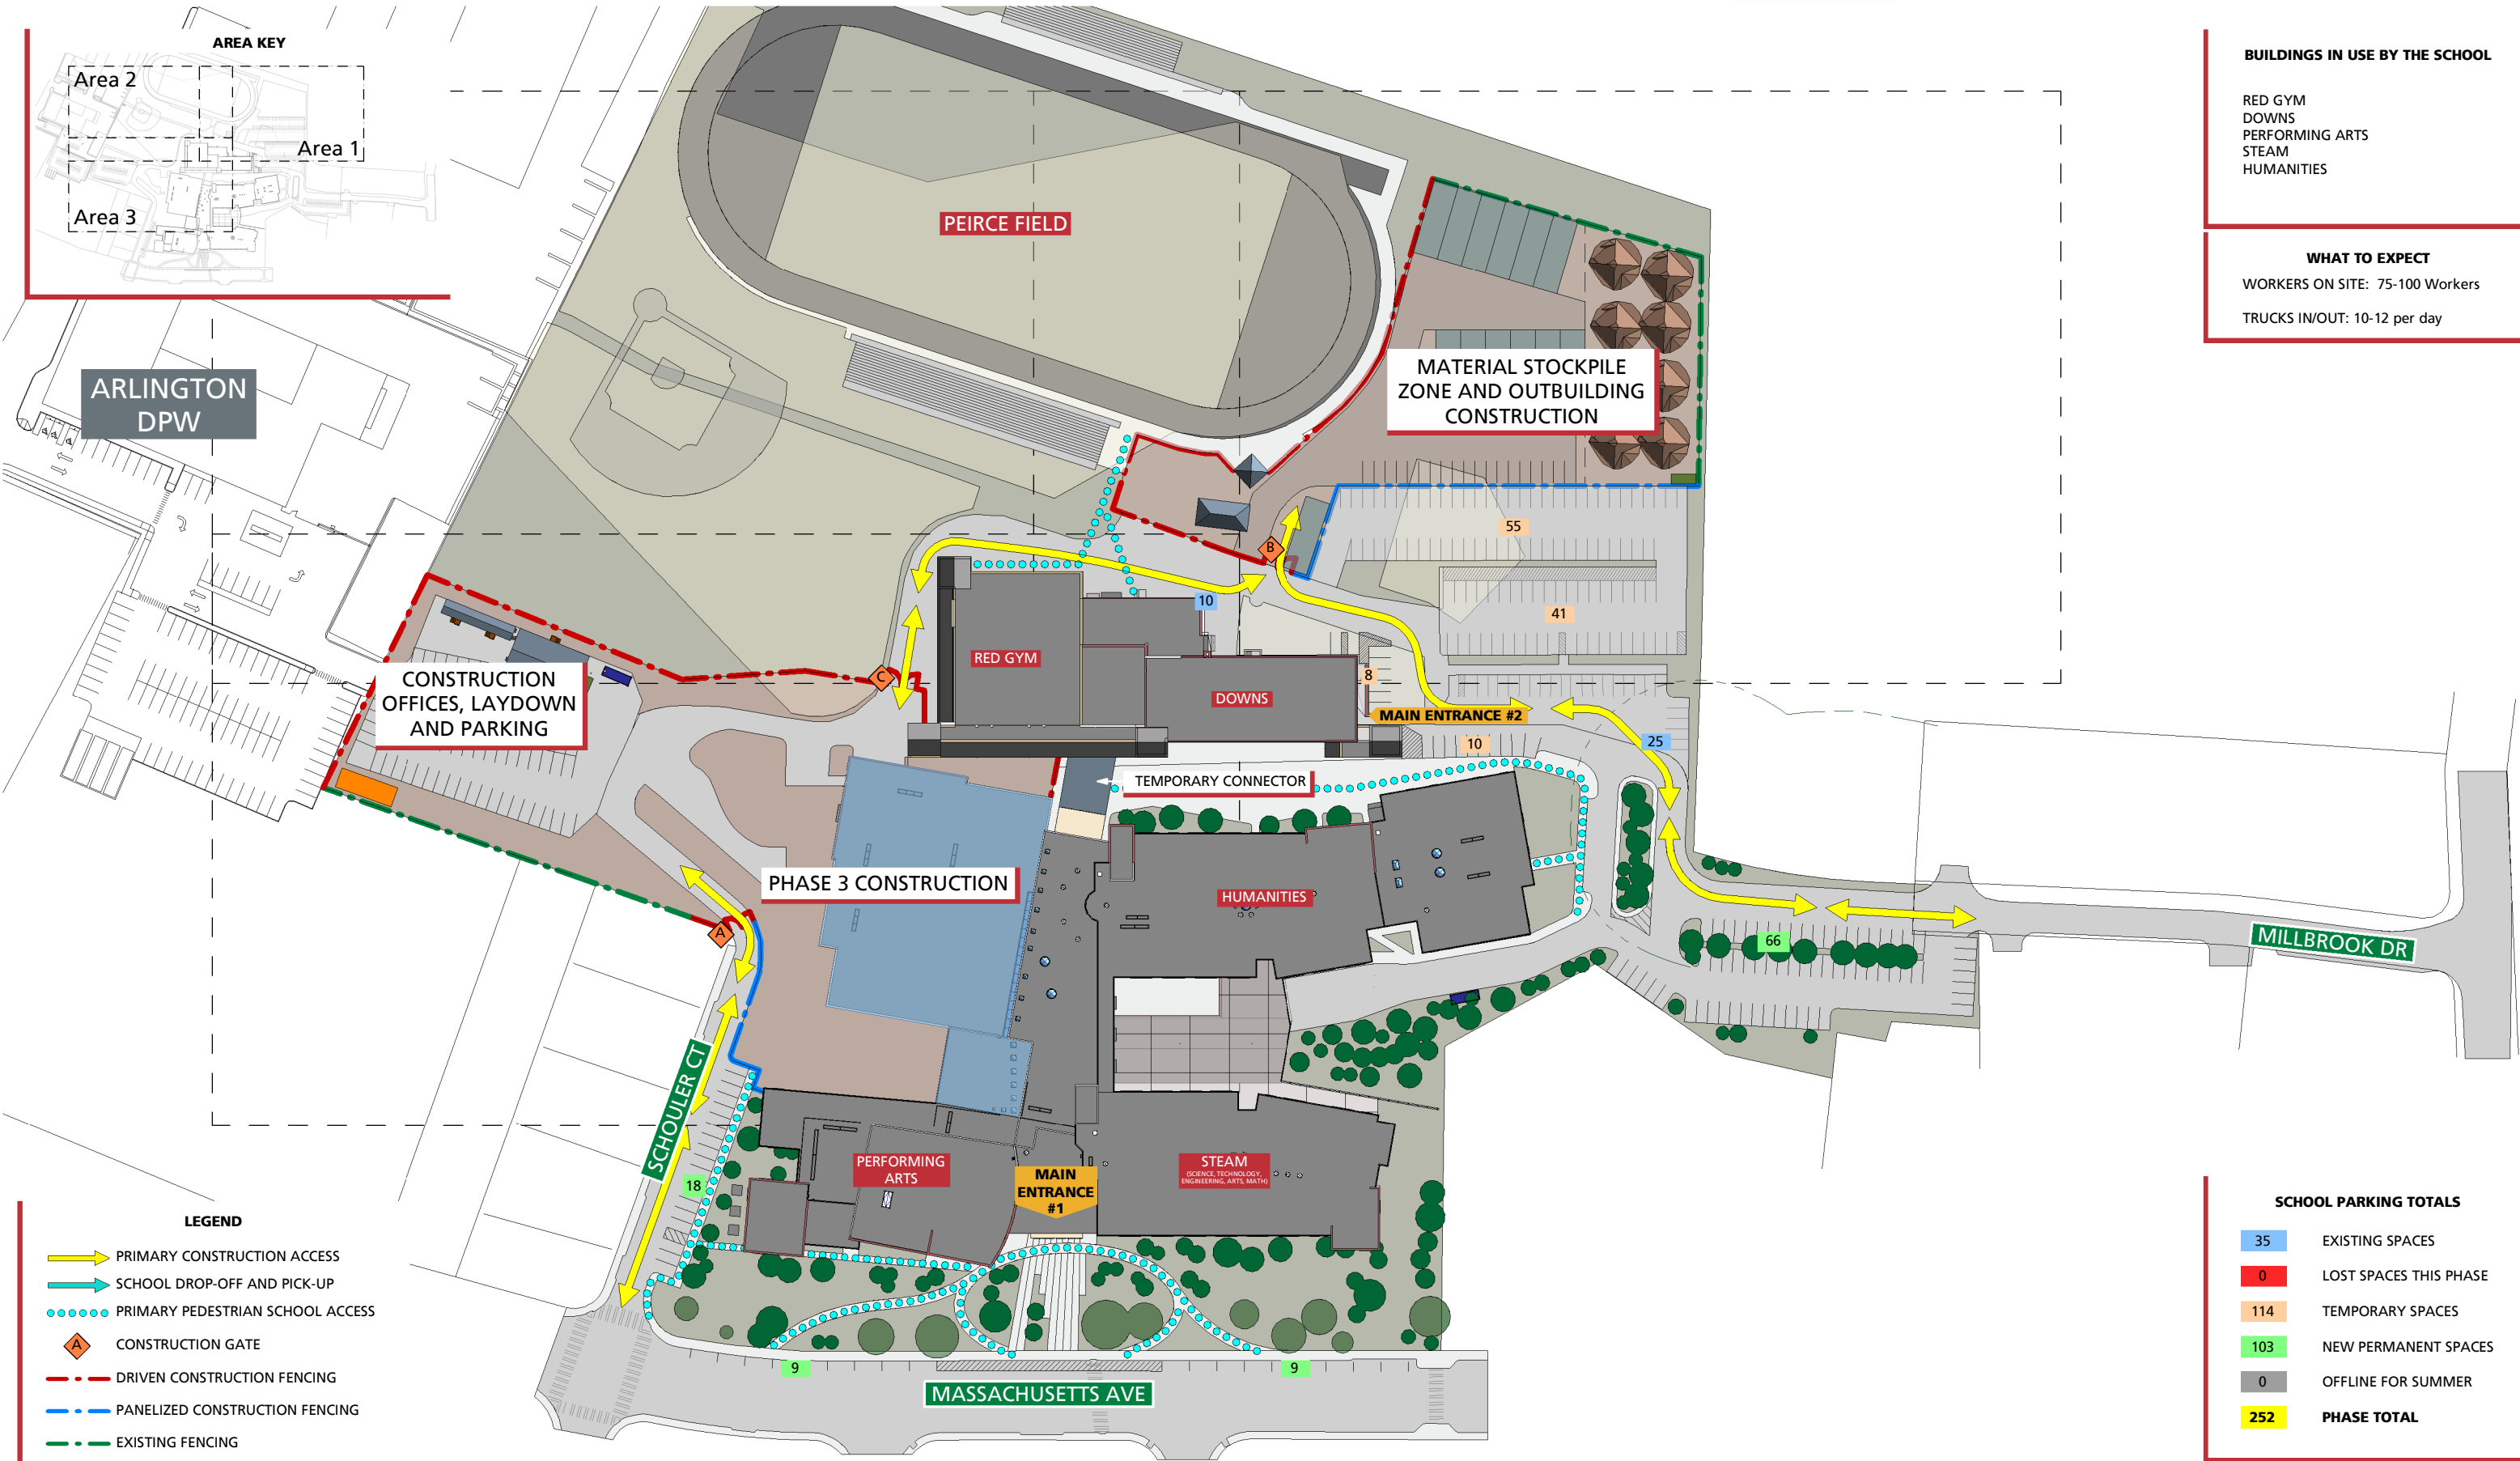 AREA KEY
Area 2
Area 1
Area 3
BUILDINGS IN USE BY THE SCHOOL
RED GYM
DOWNS
PERFORMING ARTS
STEAM
HUMANITIES
WHAT TO EXPECT
WORKERS ON SITE: 75-100 Workers
TRUCKS IN/OUT: 10-12 per day
PEIRCE FIELD
ARLINGTON
DPW
MATERIAL STOCKPILE
ZONE AND OUTBUILDING
CONSTRUCTION
55
B
10
41
RED GYM
C
8
CONSTRUCTION
OFFICES, LAYDOWN
AND PARKING
DOWNS
MAIN ENTRANCE #2
10
25
TEMPORARY CONNECTOR
PHASE 3 CONSTRUCTION
HUMANITIES
A
66
MILLBROOK DR
SCHOULER CT
PERFORMING
ARTS
MAIN
ENTRANCE
#1
STEAM
(SCIENCE, TECHNOLOGY,
ENGINEERING, ARTS, MATH)
18
9
9
MASSACHUSETTS AVE
LEGEND
PRIMARY CONSTRUCTION ACCESS
SCHOOL DROP-OFF AND PICK-UP
PRIMARY PEDESTRIAN SCHOOL ACCESS
A CONSTRUCTION GATE
DRIVEN CONSTRUCTION FENCING
PANELIZED CONSTRUCTION FENCING
EXISTING FENCING
SCHOOL PARKING TOTALS
35 EXISTING SPACES
0 LOST SPACES THIS PHASE
114 TEMPORARY SPACES
103 NEW PERMANENT SPACES
0 OFFLINE FOR SUMMER
252 PHASE TOTAL